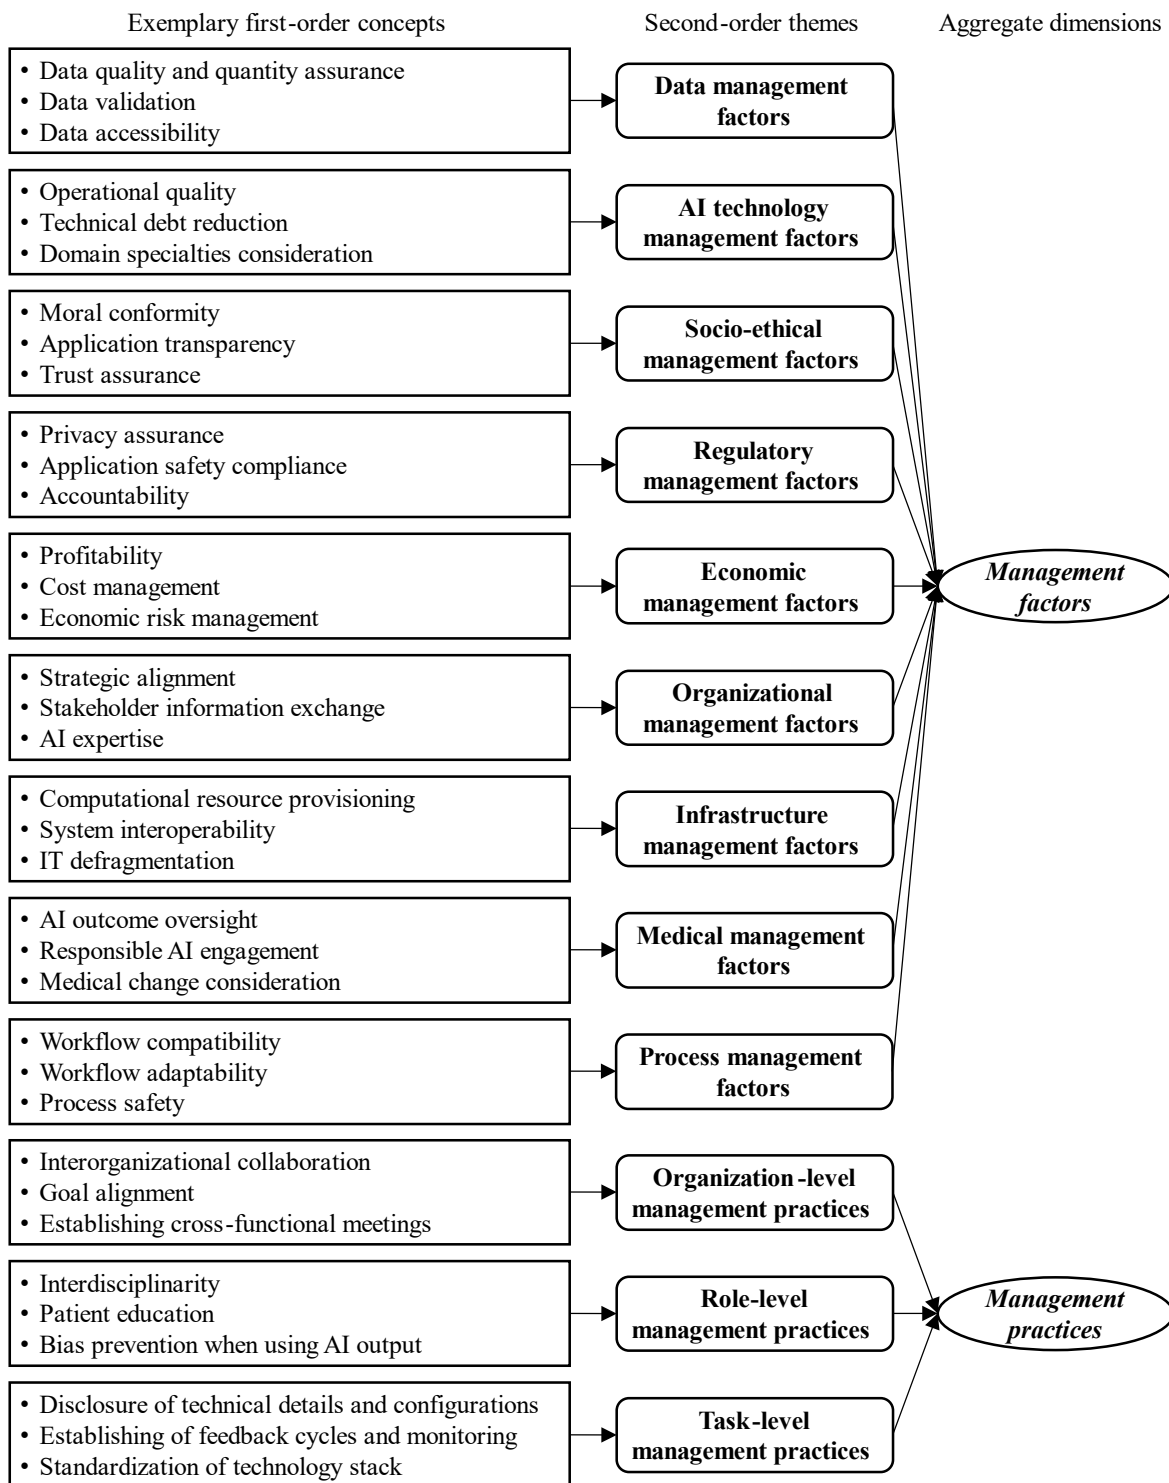 Exemplary first-order concepts
Second-order themes
Aggregate dimensions
• Data quality and quantity assurance
• Data validation
• Data accessibility
Data management
factors
• Operational quality
• Technical debt reduction
• Domain specialties consideration
AI technology
management factors
• Moral conformity
• Application transparency
• Trust assurance
Socio-ethical
management factors
• Privacy assurance
• Application safety compliance
• Accountability
Regulatory
management factors
• Profitability
• Cost management
• Economic risk management
Economic
management factors
Management
factors
• Strategic alignment
• Stakeholder information exchange
• AI expertise
Organizational
management factors
• Computational resource provisioning
• System interoperability
• IT defragmentation
Infrastructure
management factors
• AI outcome oversight
• Responsible AI engagement
• Medical change consideration
Medical management
factors
• Workflow compatibility
• Workflow adaptability
• Process safety
Process management
factors
• Interorganizational collaboration
• Goal alignment
• Establishing cross-functional meetings
Organization-level
management practices
• Interdisciplinarity
• Patient education
• Bias prevention when using AI output
Role-level
management practices
Management
practices
• Disclosure of technical details and configurations
• Establishing of feedback cycles and monitoring
• Standardization of technology stack
Task-level
management practices